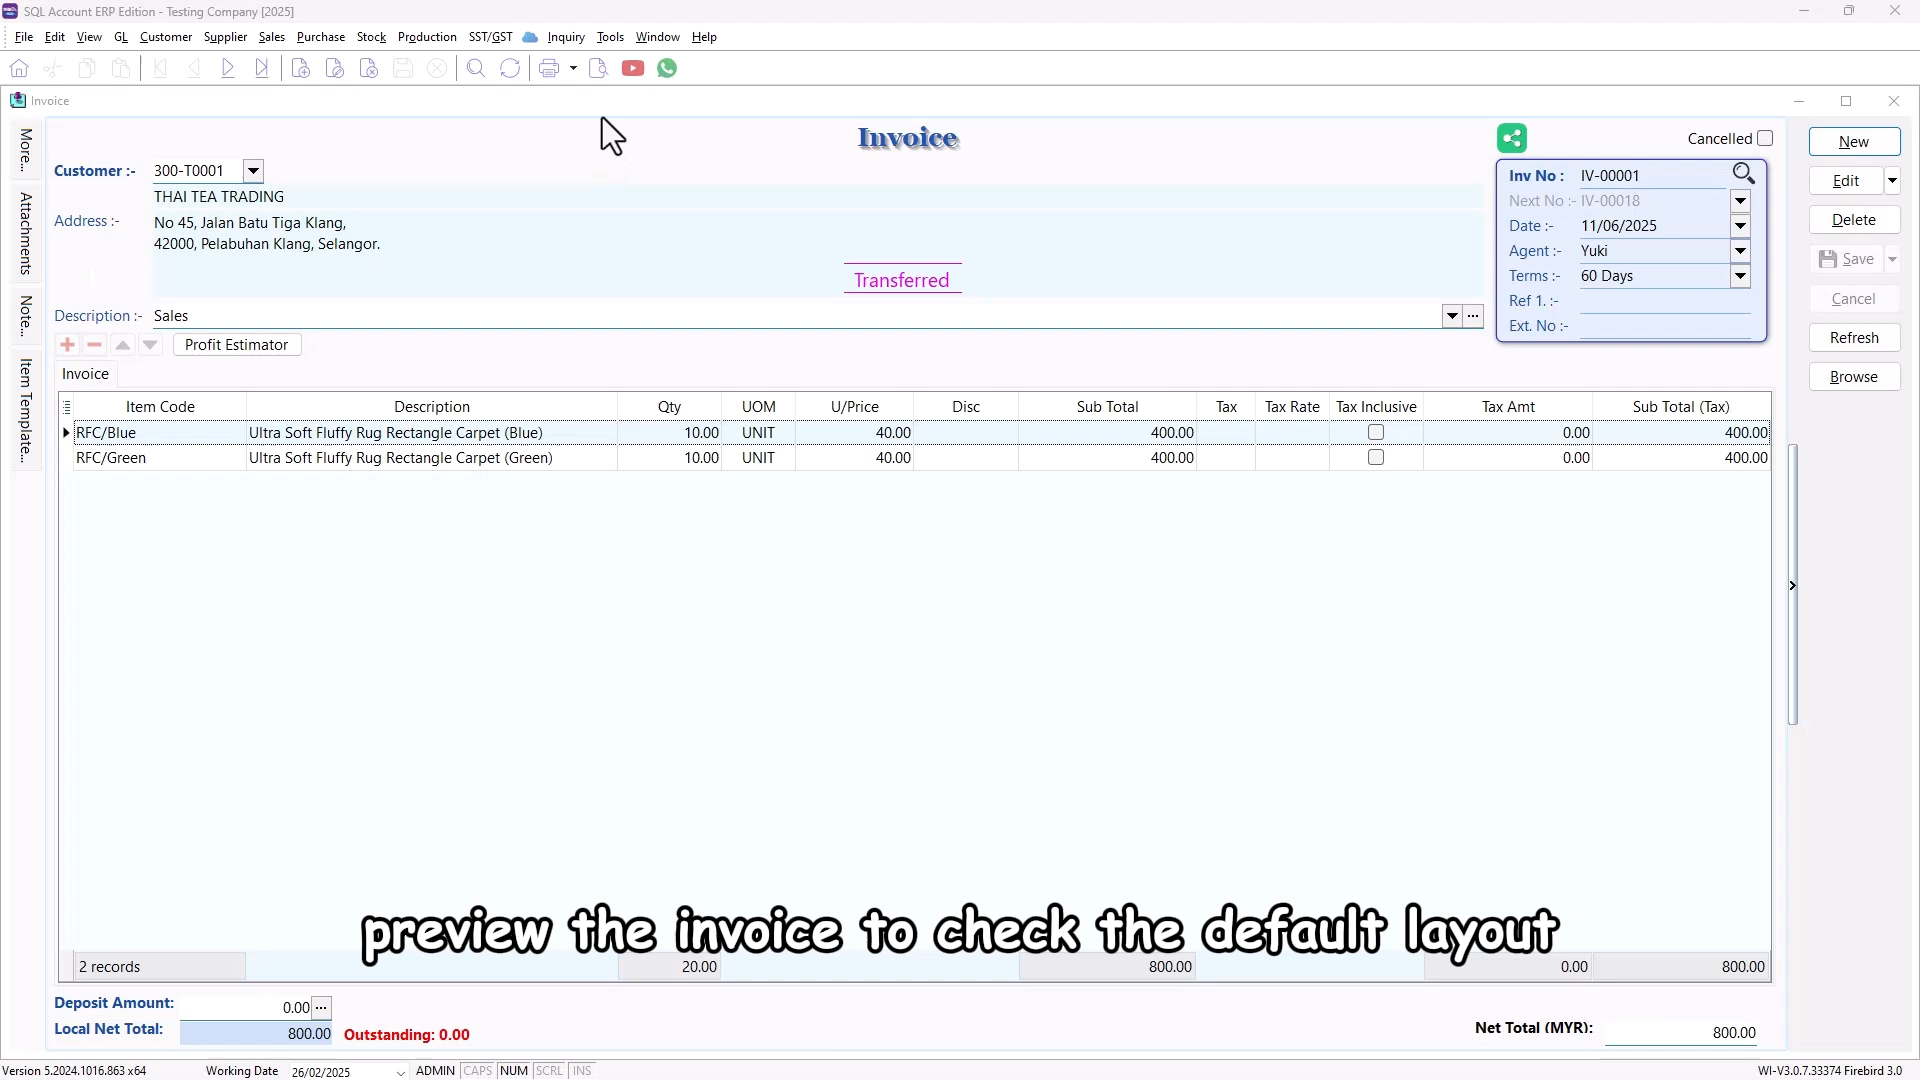 SQL Account ERP Edition - Testing Company [2025]
File Edit View GL Customer Supplier Sales Purchase Stock Production SST/GST Inquiry Tools Window Help
Invoice
More...
Attachments
Note...
Item Template...
Invoice
Cancelled
Customer :- 300-T0001
THAI TEA TRADING
Address :- No 45, Jalan Batu Tiga Klang,
42000, Pelabuhan Klang, Selangor.
Transferred
Description :- Sales
Inv No : IV-00001
Next No :- IV-00018
Date :- 11/06/2025
Agent :- Yuki
Terms :- 60 Days
Ref 1. :-
Ext. No :-
New
Edit
Delete
Save
Cancel
Refresh
Browse
Profit Estimator
Invoice
Item Code Description Qty UOM U/Price Disc Sub Total Tax Tax Rate Tax Inclusive Tax Amt Sub Total (Tax)
RFC/Blue Ultra Soft Fluffy Rug Rectangle Carpet (Blue) 10.00 UNIT 40.00 400.00 0.00 400.00
RFC/Green Ultra Soft Fluffy Rug Rectangle Carpet (Green) 10.00 UNIT 40.00 400.00 0.00 400.00
preview the invoice to check the default layout
2 records 20.00 800.00 0.00 800.00
Deposit Amount: 0.00
Local Net Total: 800.00 Outstanding: 0.00
Net Total (MYR): 800.00
Version 5.2024.1016.863 x64 Working Date 26/02/2025 ADMIN CAPS NUM SCRL INS WI-V3.0.7.33374 Firebird 3.0